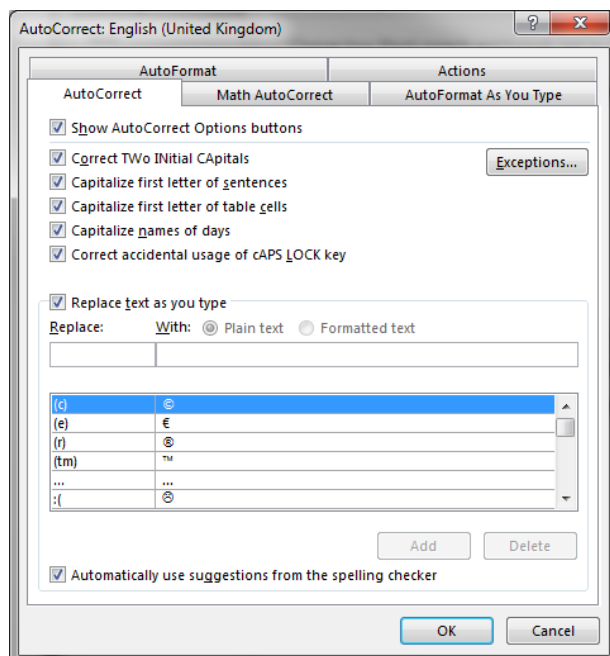 AutoCorrect: English (United Kingdom)
AutoFormat Actions
AutoCorrect Math AutoCorrect AutoFormat As You Type
Show AutoCorrect Options buttons
Correct TWo INitial CApitals Exceptions...
Capitalize first letter of sentences
Capitalize first letter of table cells
Capitalize names of days
Correct accidental usage of cAPS LOCK key
Replace text as you type
Replace: With: Plain text Formatted text
(c) ©
(e) €
(r) ®
(tm) ™
... ...
:( ☹
Add Delete
Automatically use suggestions from the spelling checker
OK Cancel